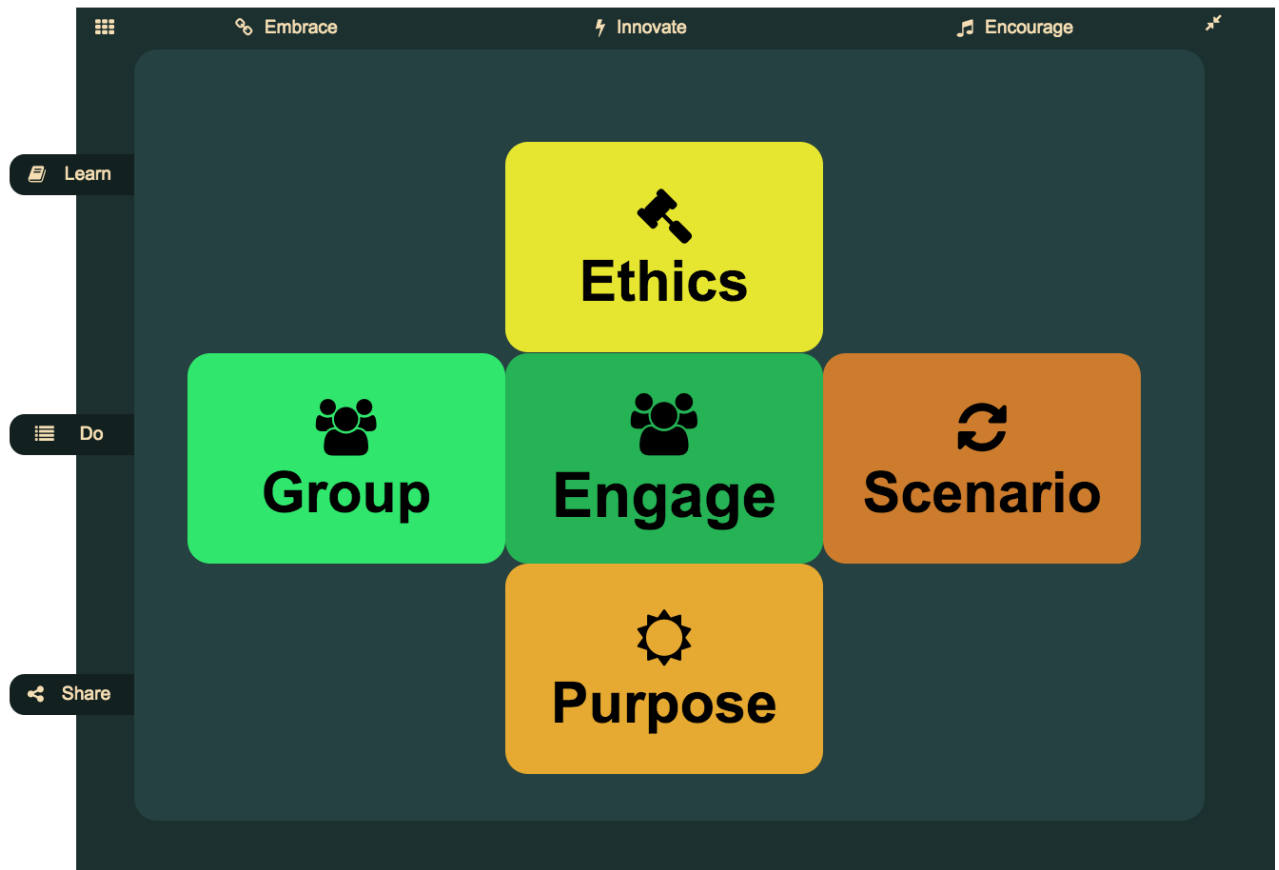 Embrace
Innovate
Encourage
Learn
Ethics
Do
Group
Engage
Scenario
Share
Purpose